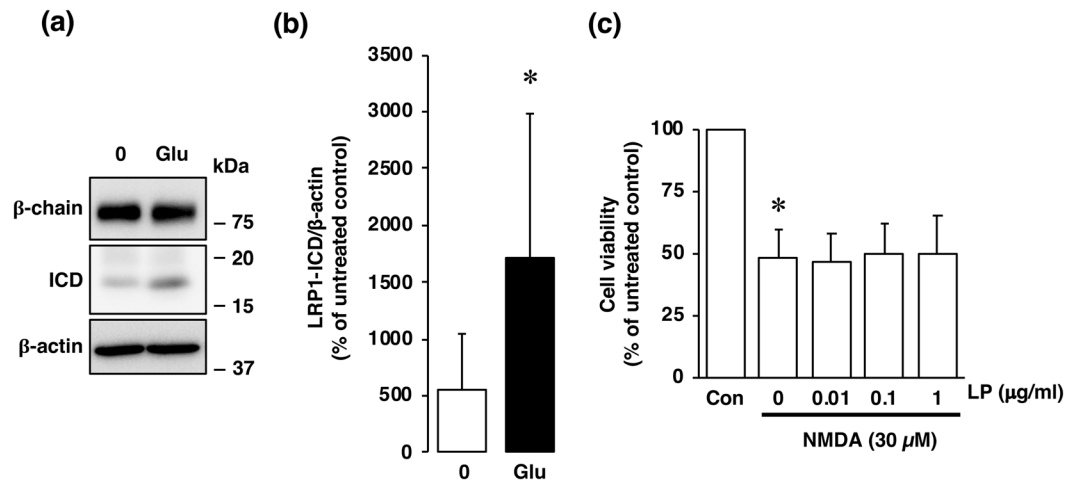 (a)
0 Glu
kDa
β-chain
– 75
– 20
ICD
– 15
β-actin
– 37
(b)
LRP1-ICD/β-actin
(% of untreated control)
3500
3000
2500
2000
1500
1000
500
0
*
0 Glu
(c)
Cell viability
(% of untreated control)
100
75
50
25
0
*
Con 0 0.01 0.1 1 LP (μg/ml)
NMDA (30 μM)